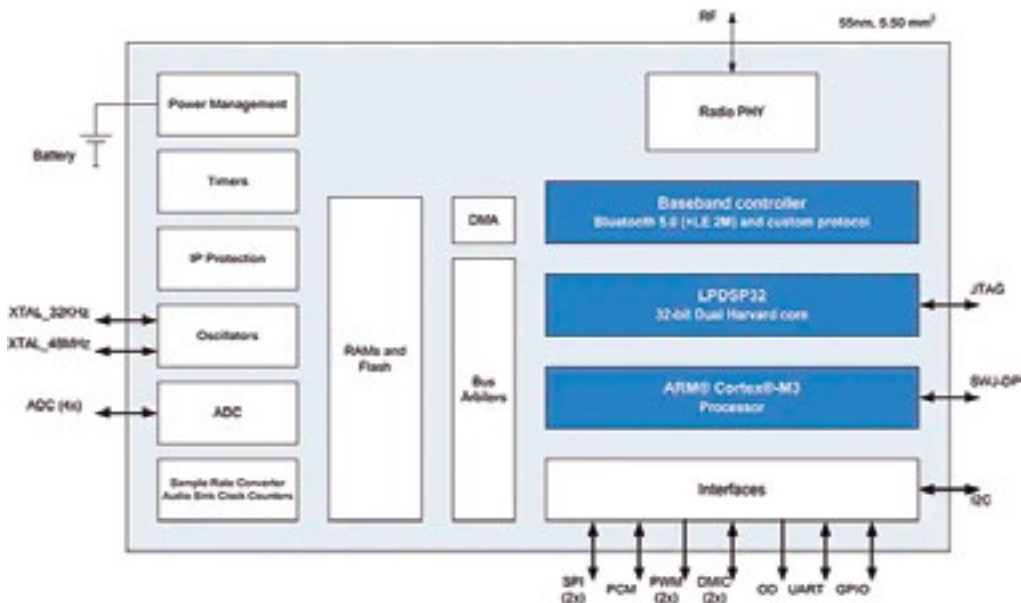 RF
55nm, 5.50 mm²
Power Management
Radio PHY
Battery
Timers
Baseband controller
Bluetooth 5.0 (+LE 2M) and custom protocol
DMA
IP Protection
LPDSP32
32-bit Dual Harvard core
JTAG
XTAL_32KHz
Oscillators
XTAL_48MHz
RAMs and
Flash
Bus
Arbiters
ARM® Cortex®-M3
Processor
SWJ-DP
ADC (4x)
ADC
Sample Rate Converter
Audio Sink Clock Counters
Interfaces
I2C
SPI
(2x)
PCM
PWM
(2x)
DMIC
(2x)
OD
UART
GPIO